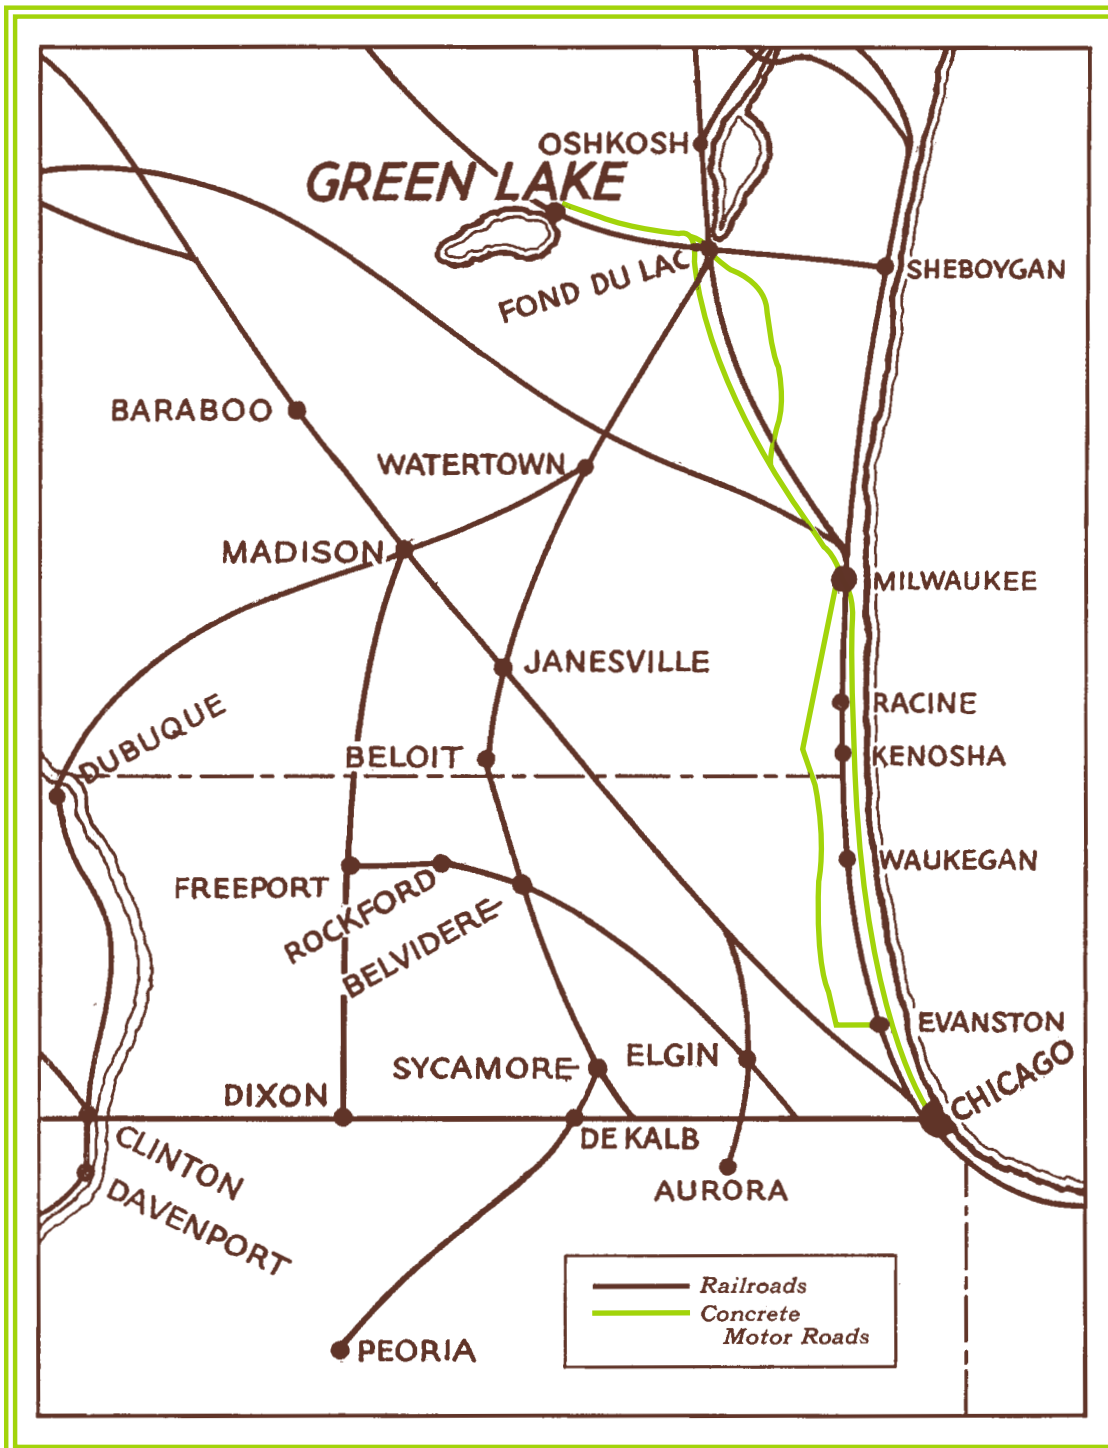 OSHKOSH
GREEN LAKE
FOND DU LAC
SHEBOYGAN
BARABOO
WATERTOWN
MADISON
MILWAUKEE
JANESVILLE
RACINE
DUBUQUE
BELOIT
KENOSHA
WAUKEGAN
FREEPORT
ROCKFORD
BELVIDERE
EVANSTON
SYCAMORE
ELGIN
CHICAGO
DIXON
DE KALB
CLINTON
AURORA
DAVENPORT
Railroads
Concrete
Motor Roads
PEORIA